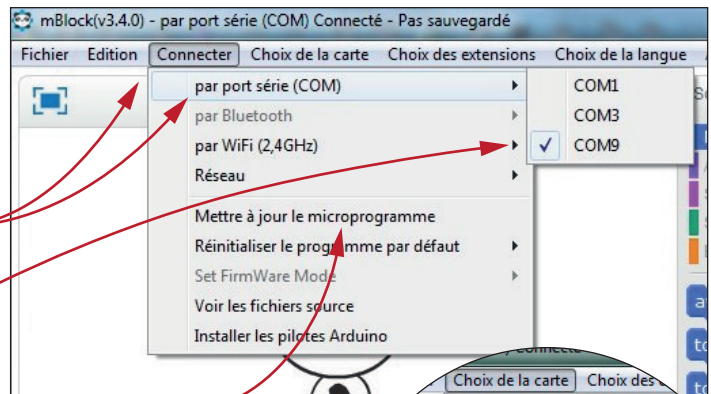 mBlock(v3.4.0) - par port série (COM) Connecté - Pas sauvegardé
Fichier Edition Connecter Choix de la carte Choix des extensions Choix de la langue
par port série (COM)
COM1
par Bluetooth
COM3
par WiFi (2,4GHz)
COM9
Réseau
Mettre à jour le microprogramme
Réinitialiser le programme par défaut
Set FirmWare Mode
Voir les fichiers source
Installer les pilotes Arduino
Choix de la carte Choix des